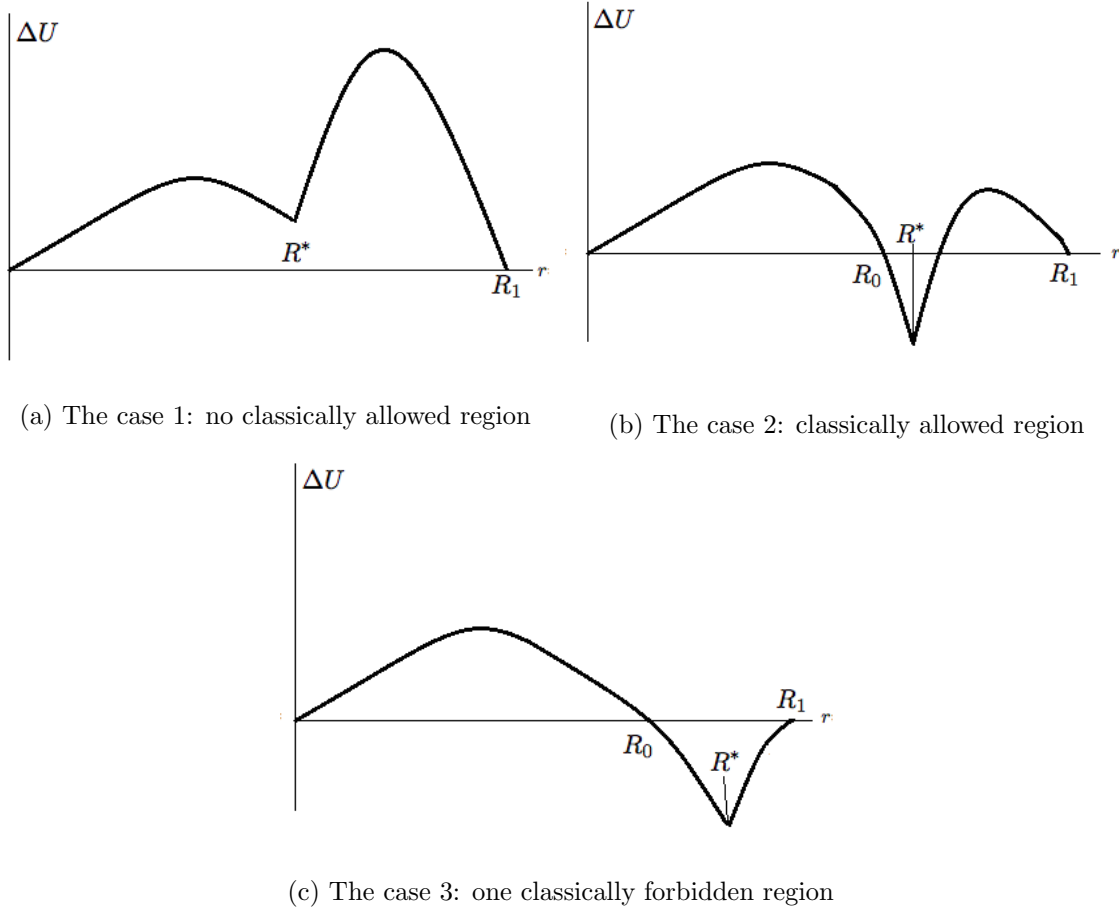 ΔU
R*
R₁
r
(a) The case 1: no classically allowed region
ΔU
R*
R₀
R₁
r
(b) The case 2: classically allowed region
ΔU
R₁
r
R₀
R*
(c) The case 3: one classically forbidden region